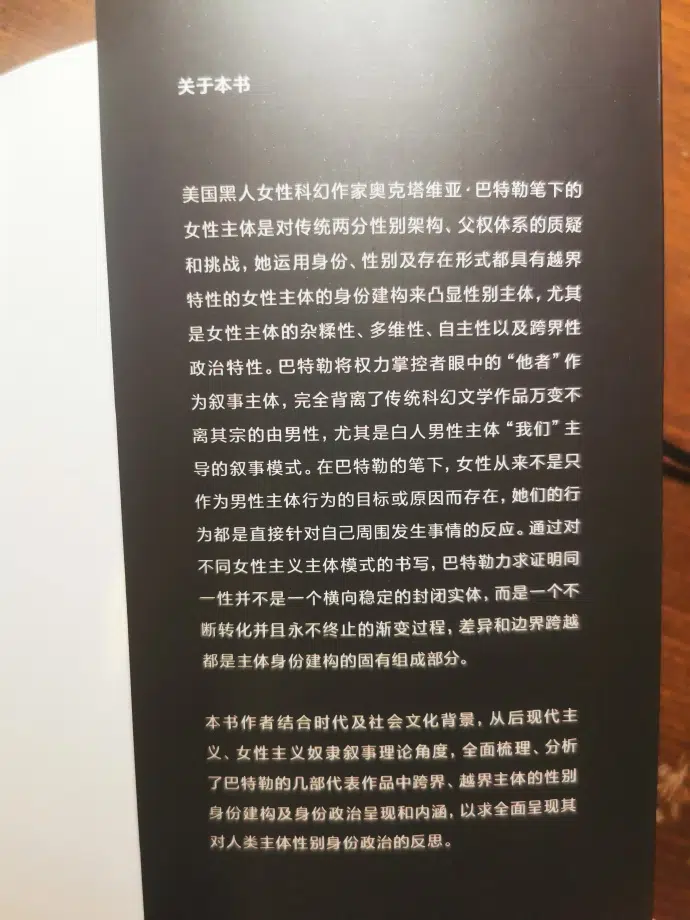 关于本书
美国黑人女性科幻作家奥克塔维亚·巴特勒笔下的
女性主体是对传统两分性别架构、父权体系的质疑
和挑战，她运用身份、性别及存在形式都具有越界
特性的女性主体的身份建构来凸显性别主体，尤其
是女性主体的杂糅性、多维性、自主性以及跨界性
政治特性。巴特勒将权力掌控者眼中的“他者”作
为叙事主体，完全背离了传统科幻文学作品万变不
离其宗的由男性，尤其是白人男性主体“我们”主
导的叙事模式。在巴特勒的笔下，女性从来不是只
作为男性主体行为的目标或原因而存在，她们的行
为都是直接针对自己周围发生事情的反应。通过对
不同女性主义主体模式的书写，巴特勒力求证明同
一性并不是一个横向稳定的封闭实体，而是一个不
断转化并且永不终止的渐变过程，差异和边界跨越
都是主体身份建构的固有组成部分。
本书作者结合时代及社会文化背景，从后现代主
义、女性主义奴隶叙事理论角度，全面梳理、分析
了巴特勒的几部代表作品中跨界、越界主体的性别
身份建构及身份政治呈现和内涵，以求全面呈现其
对人类主体性别身份政治的反思。